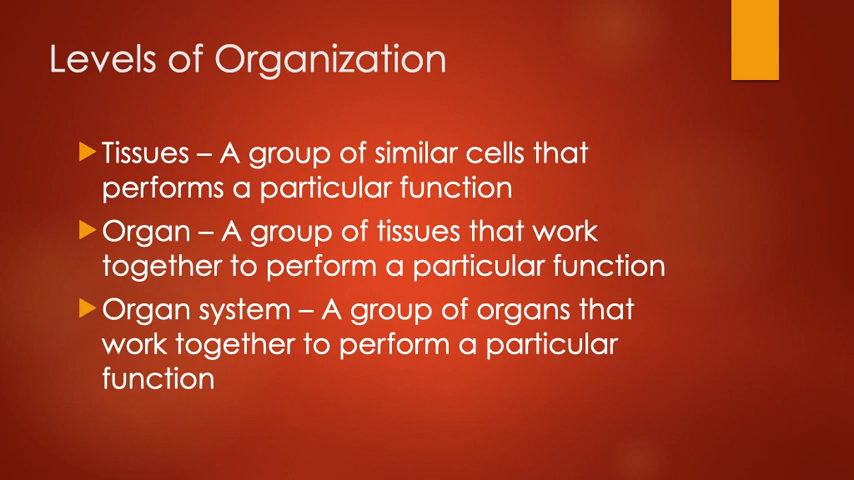 Levels of Organization
Tissues – A group of similar cells that
performs a particular function
Organ – A group of tissues that work
together to perform a particular function
Organ system – A group of organs that
work together to perform a particular
function